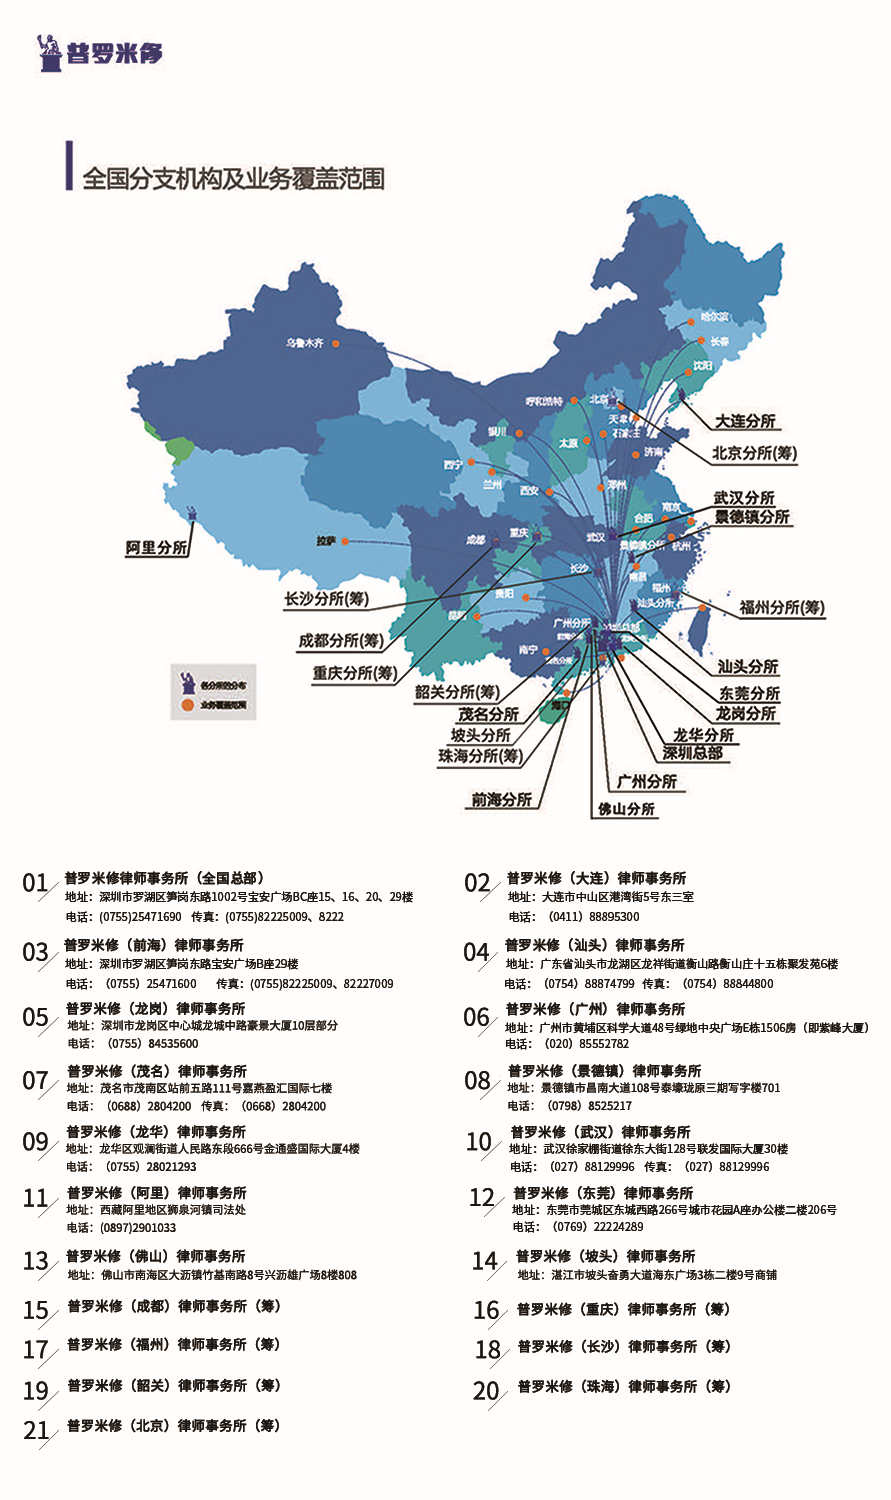 普罗米修
全国分支机构及业务覆盖范围
哈尔滨
乌鲁木齐
长春
沈阳
呼和浩特
北京
天津
大连分所
银川
太原
石家庄
济南
北京分所(筹)
西宁
兰州
西安
郑州
武汉分所
南京
合肥
景德镇分所
拉萨
成都
重庆
武汉
景德镇分所
杭州
阿里分所
长沙
南昌
长沙分所(筹)
贵阳
福州
汕头分所
福州分所(筹)
昆明
广州分所
成都分所(筹)
南宁
汕头分所
重庆分所(筹)
各分所的分布
韶关分所(筹)
东莞分所
业务覆盖范围
海口
茂名分所
龙岗分所
坡头分所
龙华分所
珠海分所(筹)
深圳总部
广州分所
前海分所
佛山分所
01 普罗米修律师事务所（全国总部）
地址：深圳市罗湖区笋岗东路1002号宝安广场BC座15、16、20、29楼
电话：(0755)25471690 传真：(0755)82225009、8222
02 普罗米修（大连）律师事务所
地址：大连市中山区港湾街5号东三室
电话：（0411）88895300
03 普罗米修（前海）律师事务所
地址：深圳市罗湖区笋岗东路宝安广场B座29楼
电话：（0755）25471600 传真：(0755)82225009、82227009
04 普罗米修（汕头）律师事务所
地址：广东省汕头市龙湖区龙祥街道衡山路衡山庄十五栋聚发苑6楼
电话：（0754）88874799 传真：（0754）88844800
05 普罗米修（龙岗）律师事务所
地址：深圳市龙岗区中心城龙城中路豪景大厦10层部分
电话：（0755）84535600
06 普罗米修（广州）律师事务所
地址：广州市黄埔区科学大道48号绿地中央广场E栋1506房（即紫峰大厦）
电话：（020）85552782
07 普罗米修（茂名）律师事务所
地址：茂名市茂南区站前五路111号嘉燕盈汇国际七楼
电话：（0688）2804200 传真：（0668）2804200
08 普罗米修（景德镇）律师事务所
地址：景德镇市昌南大道108号泰壕珑原三期写字楼701
电话：（0798）8525217
09 普罗米修（龙华）律师事务所
地址：龙华区观澜街道人民路东段666号金通盛国际大厦4楼
电话：（0755）28021293
10 普罗米修（武汉）律师事务所
地址：武汉徐家棚街道徐东大街128号联发国际大厦30楼
电话：（027）88129996 传真：（027）88129996
11 普罗米修（阿里）律师事务所
地址：西藏阿里地区狮泉河镇司法处
电话：(0897)2901033
12 普罗米修（东莞）律师事务所
地址：东莞市莞城区东城西路266号城市花园A座办公楼二楼206号
电话：（0769）22224289
13 普罗米修（佛山）律师事务所
地址：佛山市南海区大沥镇竹基南路8号兴沥雄广场8楼808
14 普罗米修（坡头）律师事务所
地址：湛江市坡头奋勇大道海东广场3栋二楼9号商铺
15 普罗米修（成都）律师事务所（筹）
16 普罗米修（重庆）律师事务所（筹）
17 普罗米修（福州）律师事务所（筹）
18 普罗米修（长沙）律师事务所（筹）
19 普罗米修（韶关）律师事务所（筹）
20 普罗米修（珠海）律师事务所（筹）
21 普罗米修（北京）律师事务所（筹）